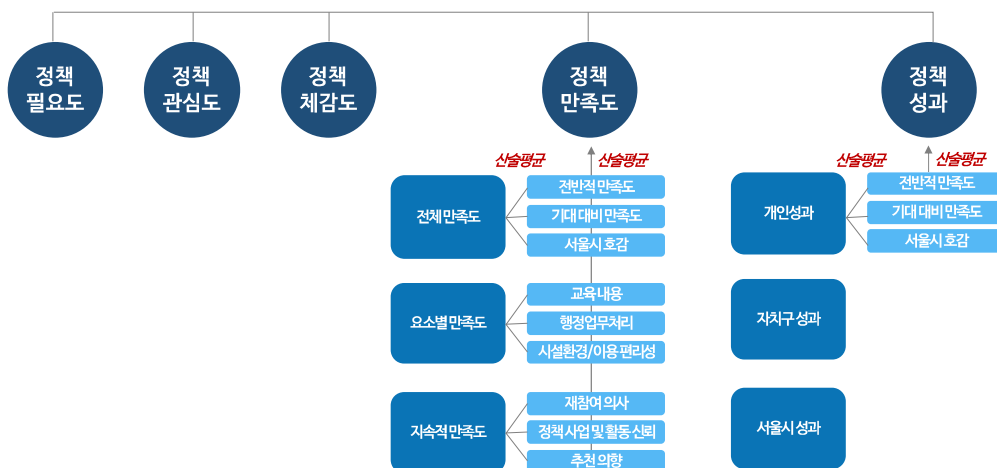 정책
필요도
정책
관심도
정책
체감도
정책
만족도
정책
성과
산술평균
산술평균
산술평균
산술평균
전체 만족도
전반적 만족도
기대 대비 만족도
서울시 호감
개인성과
전반적 만족도
기대 대비 만족도
서울시 호감
요소별 만족도
교육 내용
행정업무처리
시설환경/이용 편리성
자치구 성과
지속적 만족도
재참여 의사
정책 사업 및 활동 신뢰
추천 의향
서울시 성과